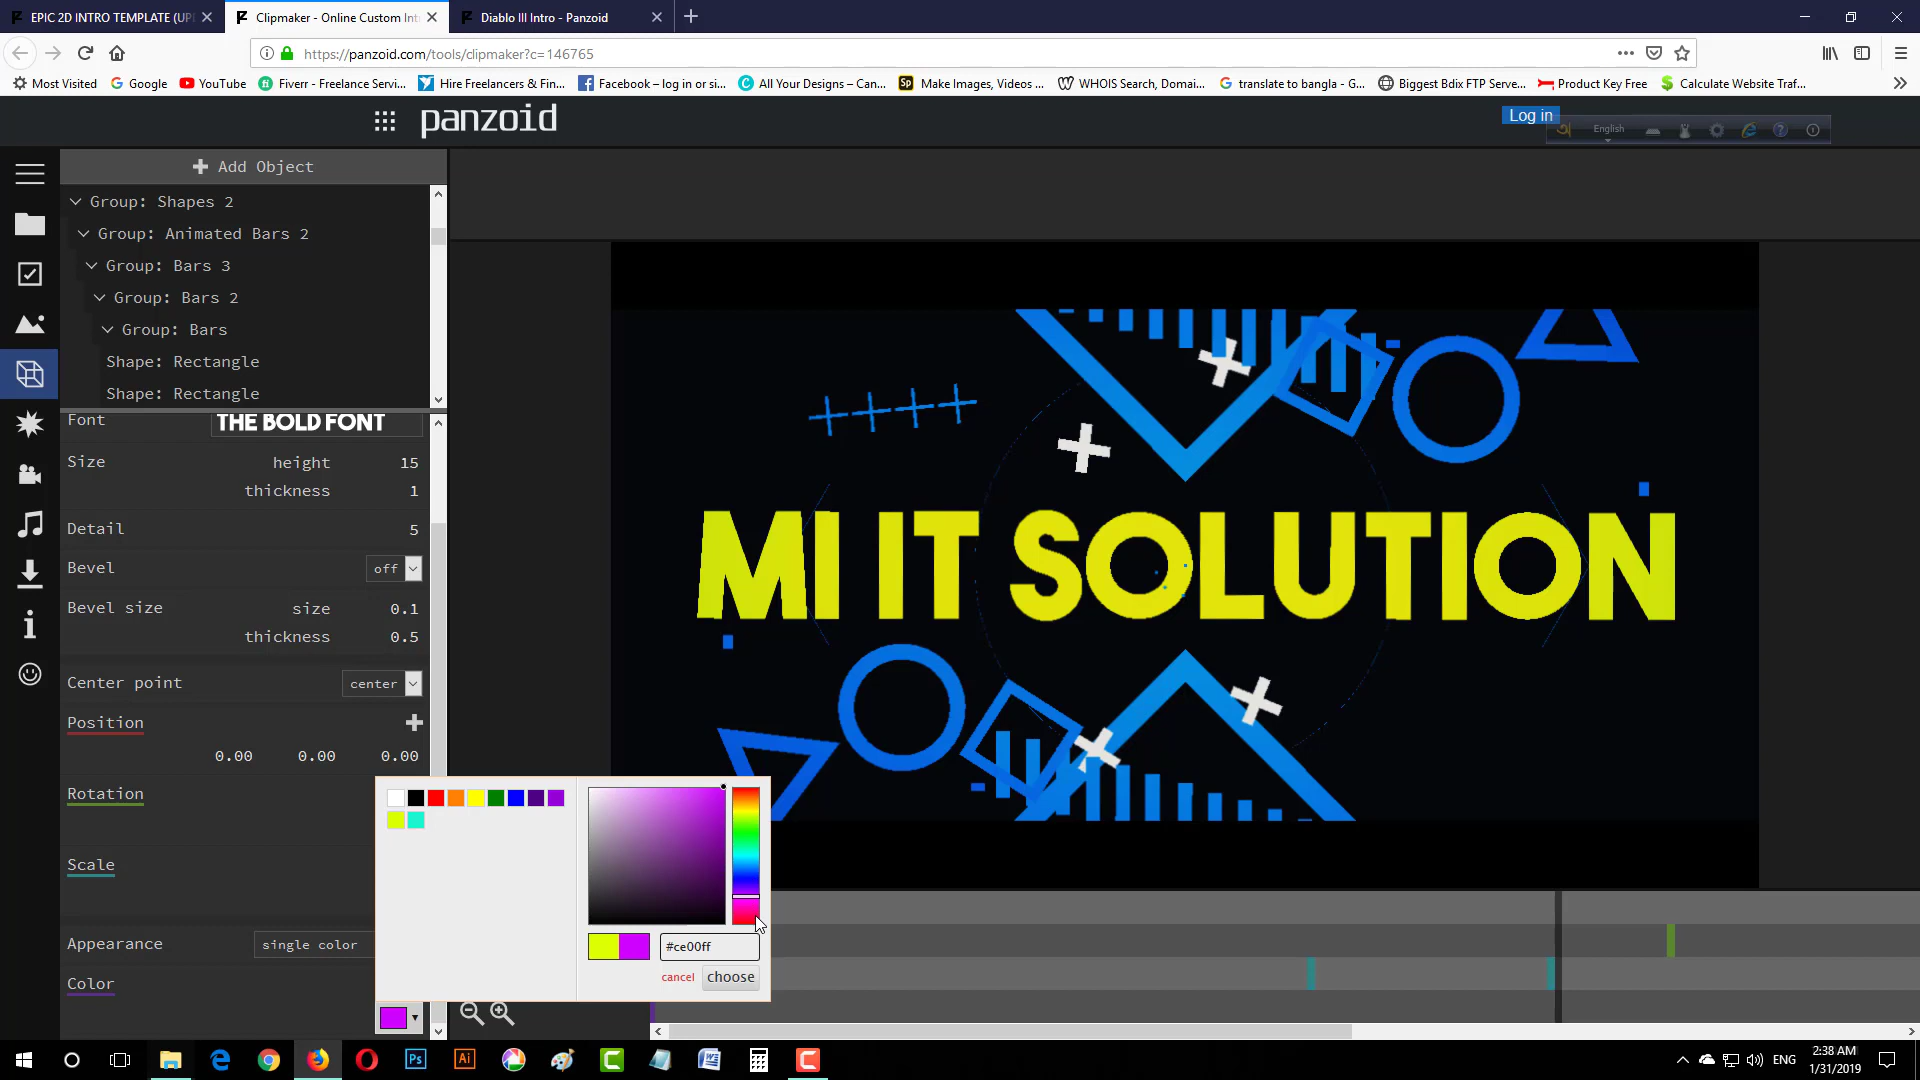 EPIC 2D INTRO TEMPLATE (UP
Clipmaker - Online Custom Int
Diablo III Intro - Panzoid
https://panzoid.com/tools/clipmaker?c=146765
Most Visited
Google
YouTube
Fiverr - Freelance Servi...
Hire Freelancers & Fin...
Facebook – log in or si...
All Your Designs – Can...
Make Images, Videos ...
WHOIS Search, Domai...
translate to bangla - G...
Biggest Bdix FTP Serve...
Product Key Free
Calculate Website Traf...
panzoid
Log in
English
Add Object
Group: Shapes 2
Group: Animated Bars 2
Group: Bars 3
Group: Bars 2
Group: Bars
Shape: Rectangle
Shape: Rectangle
Font THE BOLD FONT
Size height 15
thickness 1
Detail 5
Bevel off
Bevel size size 0.1
thickness 0.5
Center point center
Position
0.00 0.00 0.00
Rotation
Scale
Appearance single color
Color
MI IT SOLUTION
#ce00ff
cancel choose
ENG
2:38 AM
1/31/2019